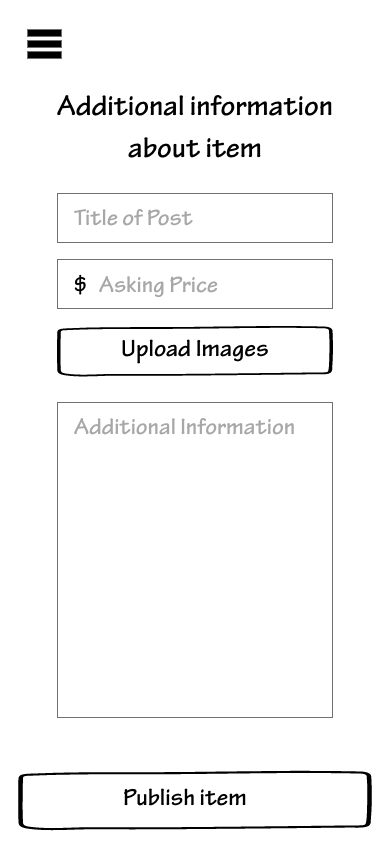 Additional information
about item
Title of Post
$ Asking Price
Upload Images
Additional Information
Publish item